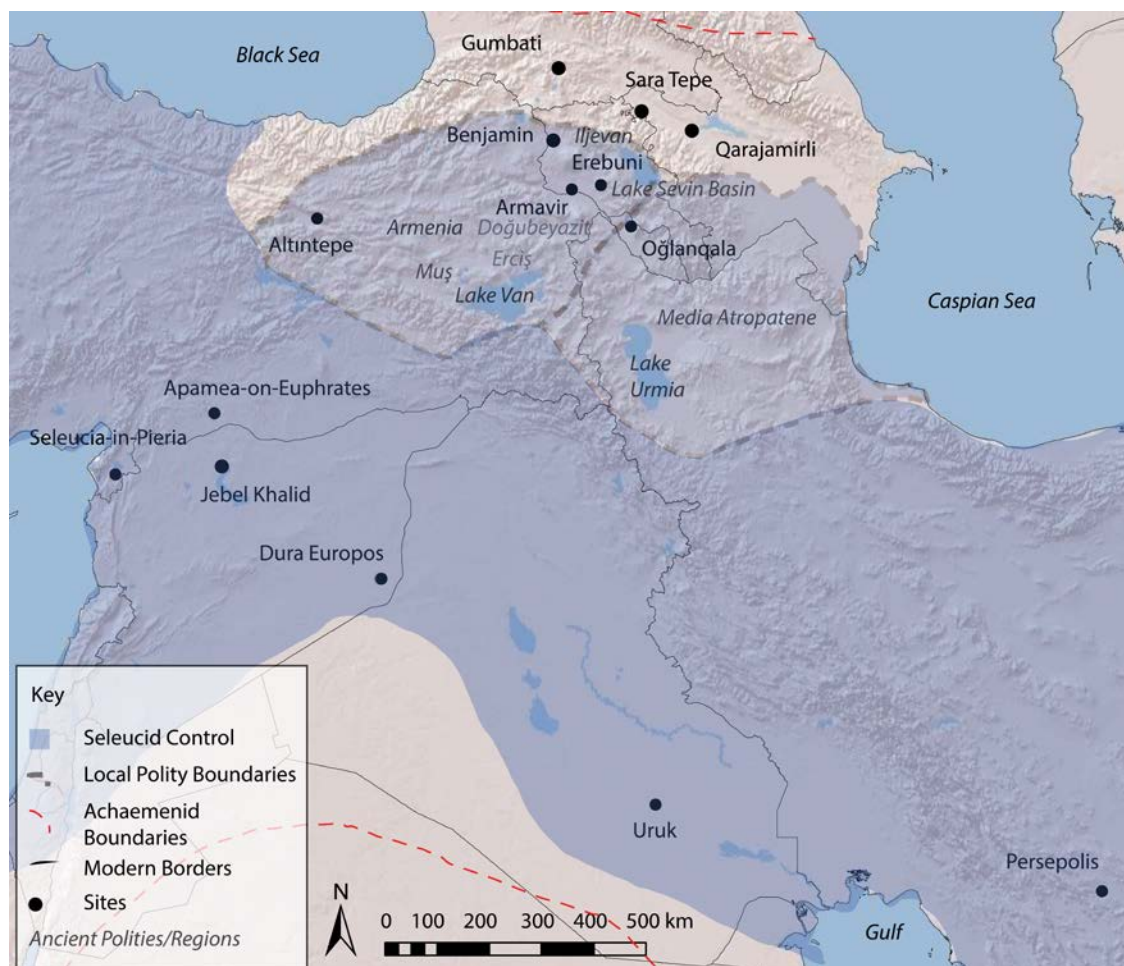 Gumbati
Black Sea
Sara Tepe
Benjamin
Iljevan
Qarajamirli
Erebuni
Lake Sevin Basin
Armavir
Armenia
Doğubeyazit
Altıntepe
Oğlanqala
Erciş
Muş
Lake Van
Caspian Sea
Media Atropatene
Lake
Urmia
Apamea-on-Euphrates
Seleucia-in-Pieria
Jebel Khalid
Dura Europos
Key
Seleucid Control
Local Polity Boundaries
Achaemenid
Boundaries
Modern Borders
Sites
Ancient Polities/Regions
Uruk
Persepolis
N
0 100 200 300 400 500 km
Gulf